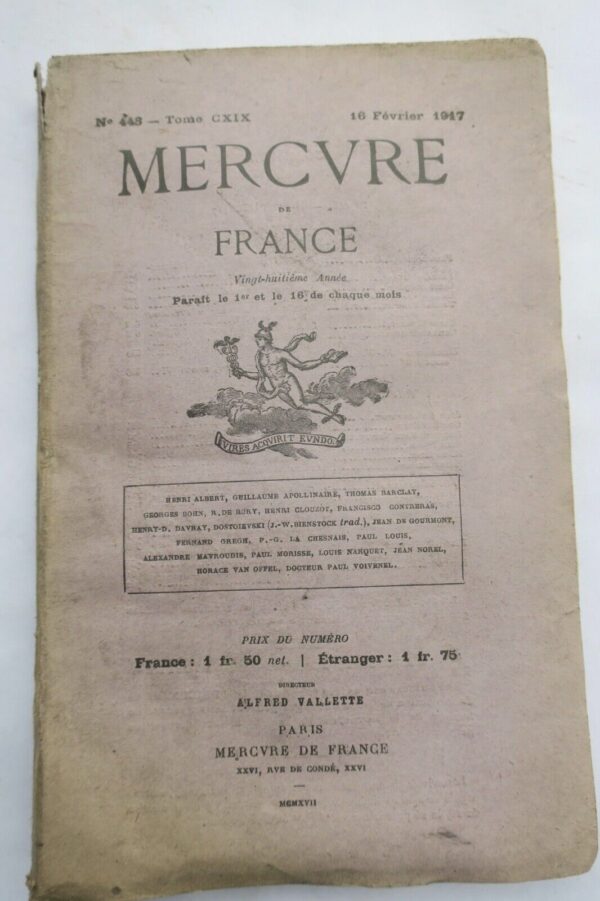 No 448 — Tome CXIX
16 Février 1917
MERCVRE
DE
FRANCE
Vingt-huitième Année
Paraît le 1er et le 16 de chaque mois
VIRES ACQVIRIT EVNDO
HENRI ALBERT, GUILLAUME APOLLINAIRE, THOMAS BARCLAY,
GEORGES BOHN, R. DE BURY, HENRI CLOUZOT, FRANCISCO CONTRERAS,
HENRY-D. DAVRAY, DOSTOIEVSKI (J.-W. BIENSTOCK trad.), JEAN DE GOURMONT,
FERNAND GREGH, P.-G. LA CHESNAIS, PAUL LOUIS,
ALEXANDRE MAVROUDIS, PAUL MORISSE, LOUIS NARQUET, JEAN NOREL,
HORACE VAN OFFEL, DOCTEUR PAUL VOIVENEL.
PRIX DU NUMÉRO
France : 1 fr. 50 net. | Étranger : 1 fr. 75
DIRECTEUR
ALFRED VALLETTE
PARIS
MERCVRE DE FRANCE
XXVI, RVE DE CONDÉ, XXVI
—
MCMXVII